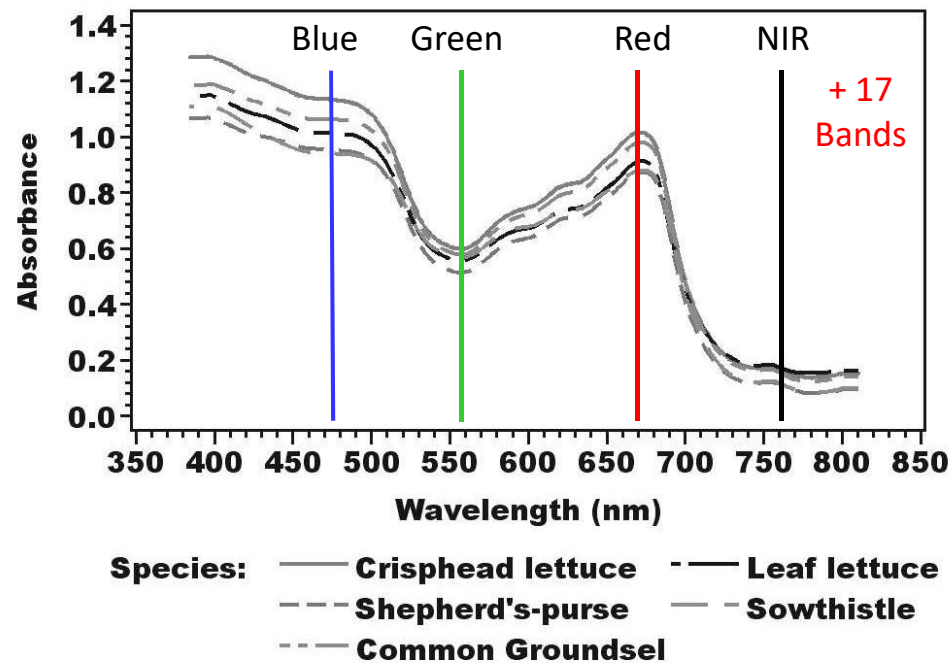 Blue Green Red NIR
+ 17
Bands
1.4
1.2
1.0
0.8
0.6
0.4
0.2
0.0
Absorbance
350 400 450 500 550 600 650 700 750 800 850
Wavelength (nm)
Species: Crisphead lettuce Leaf lettuce
Shepherd's-purse Sowthistle
Common Groundsel